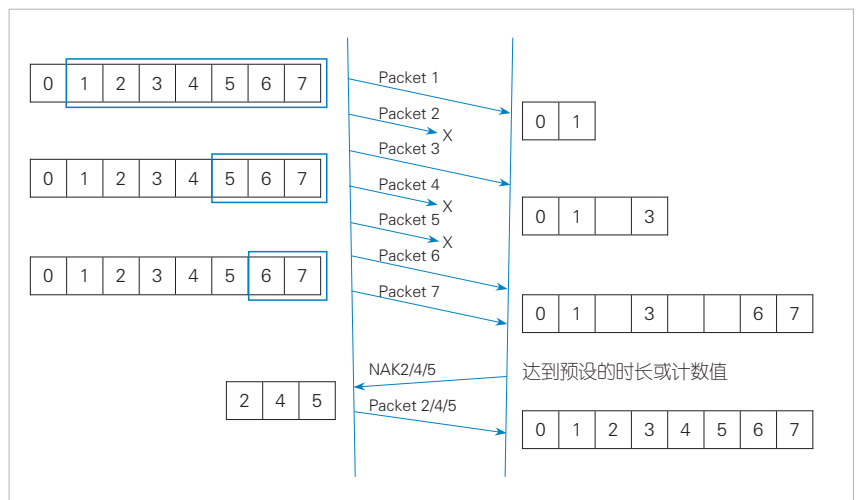 Packet 1
0 1 2 3 4 5 6 7
Packet 2
X
0 1
Packet 3
0 1 2 3 4 5 6 7
Packet 4
X
0 1 3
Packet 5
X
Packet 6
0 1 2 3 4 5 6 7
Packet 7
0 1 3 6 7
NAK2/4/5
达到预设的时长或计数值
2 4 5
Packet 2/4/5
0 1 2 3 4 5 6 7